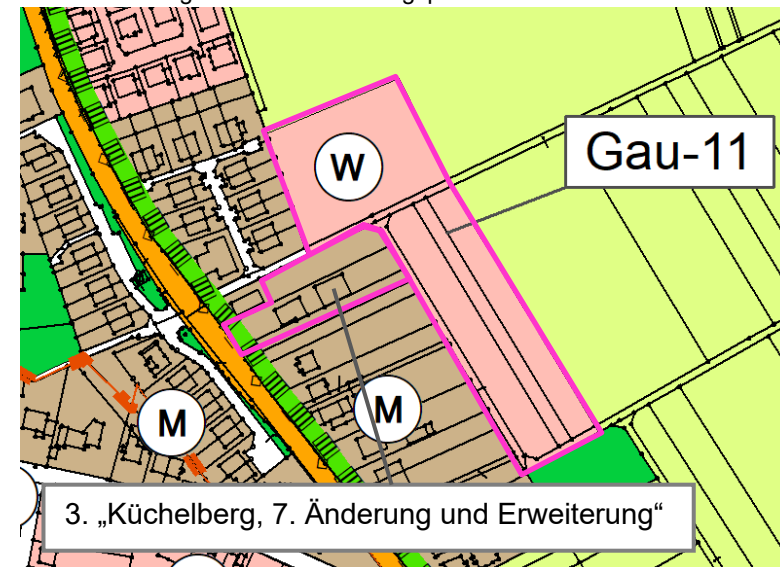 W
Gau-11
M
M
3. „Küchelberg, 7. Änderung und Erweiterung“